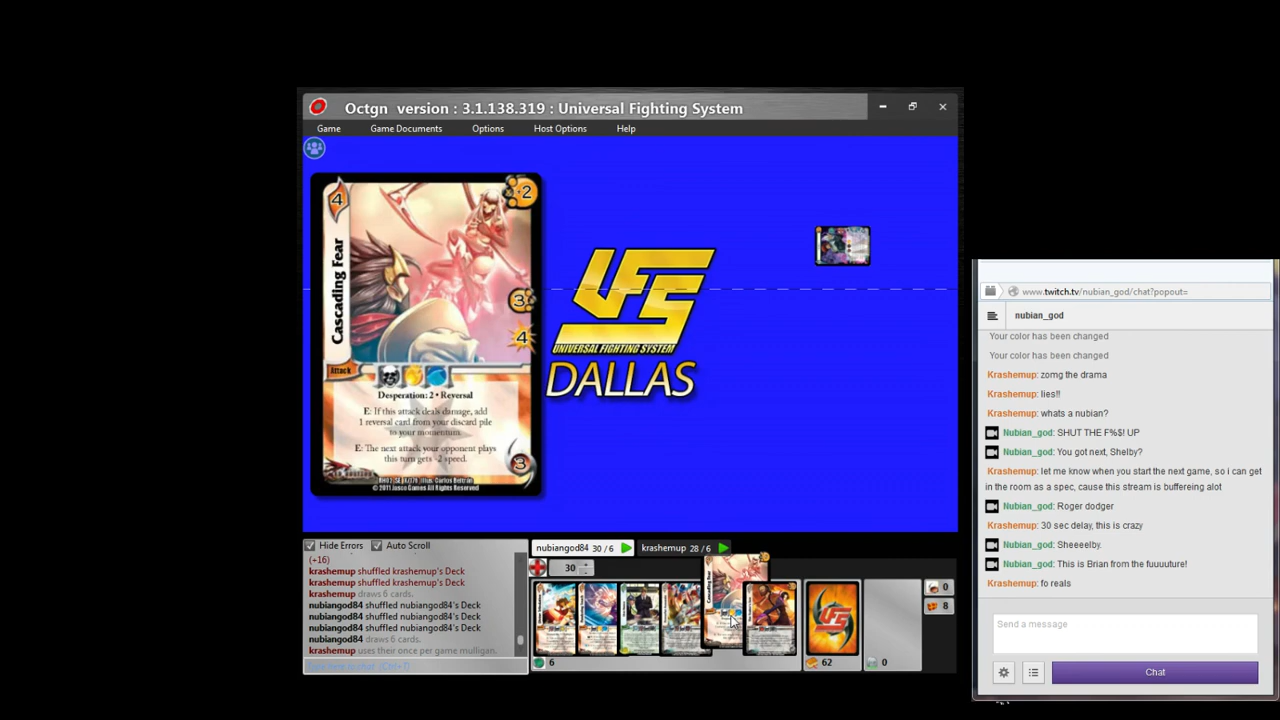 Octgn version : 3.1.138.319 : Universal Fighting System
Game Game Documents Options Host Options Help
4
2
Cascading Fear
3
4
Attack
Desperation: 2 • Reversal
E: If this attack deals damage, add
1 reversal card from your discard pile
to your momentum.
E: The next attack your opponent plays
this turn gets -2 speed.
3
© 2011 Jasco Games All Rights Reserved
UFS
UNIVERSAL FIGHTING SYSTEM
DALLAS
Hide Errors Auto Scroll
(+16)
krashemup shuffled krashemup's Deck
krashemup shuffled krashemup's Deck
krashemup draws 6 cards.
nubiangod84 shuffled nubiangod84's Deck
nubiangod84 shuffled nubiangod84's Deck
nubiangod84 draws 6 cards.
krashemup uses their once per game mulligan.
nubiangod84 30 / 6 krashemup 28 / 6
30
6
62
0
0
8
www.twitch.tv/nubian_god/chat?popout=
nubian_god
Your color has been changed
Your color has been changed
Krashemup: zomg the drama
Krashemup: lies!!
Krashemup: whats a nubian?
Nubian_god: SHUT THE F%$! UP
Nubian_god: You got next, Shelby?
Krashemup: let me know when you start the next game, so i can get
in the room as a spec, cause this stream is buffereing alot
Nubian_god: Roger dodger
Krashemup: 30 sec delay, this is crazy
Nubian_god: Sheeeelby.
Nubian_god: This is Brian from the fuuuuture!
Krashemup: fo reals
Send a message
Chat